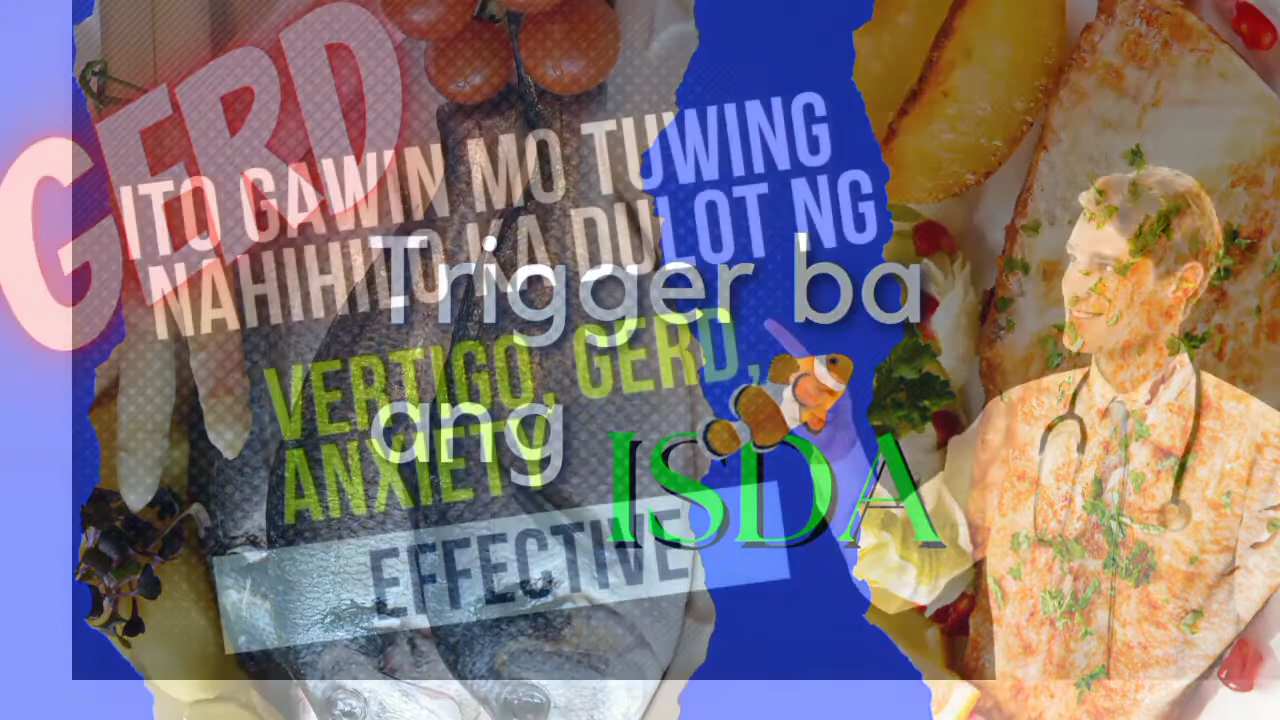 GERD
ITO GAWIN MO TUWING
NAHIHILO KA DULOT NG
VERTIGO, GERD,
ANXIETY
EFFECTIVE
Trigger ba
ang
ISDA